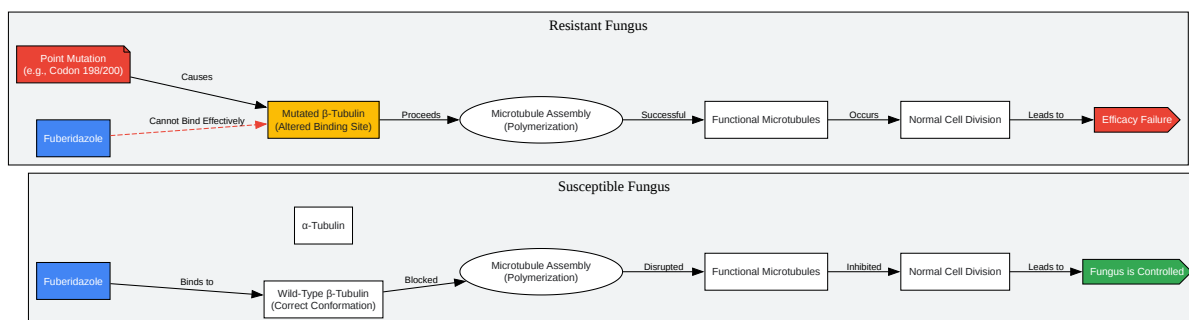 Resistant Fungus
Point Mutation
(e.g., Codon 198/200)
Causes
Fuberidazole
Cannot Bind Effectively
Mutated β-Tubulin
(Altered Binding Site)
Proceeds
Microtubule Assembly
(Polymerization)
Successful
Functional Microtubules
Occurs
Normal Cell Division
Leads to
Efficacy Failure
Susceptible Fungus
α-Tubulin
Fuberidazole
Binds to
Wild-Type β-Tubulin
(Correct Conformation)
Blocked
Microtubule Assembly
(Polymerization)
Disrupted
Functional Microtubules
Inhibited
Normal Cell Division
Leads to
Fungus is Controlled